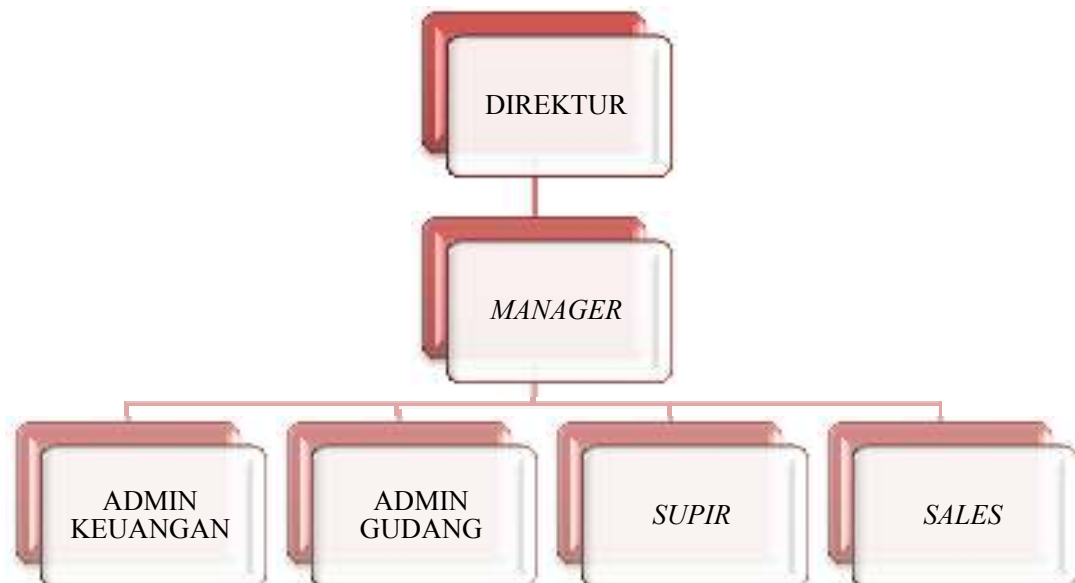 DIREKTUR
MANAGER
ADMIN
KEUANGAN
ADMIN
GUDANG
SUPIR
SALES